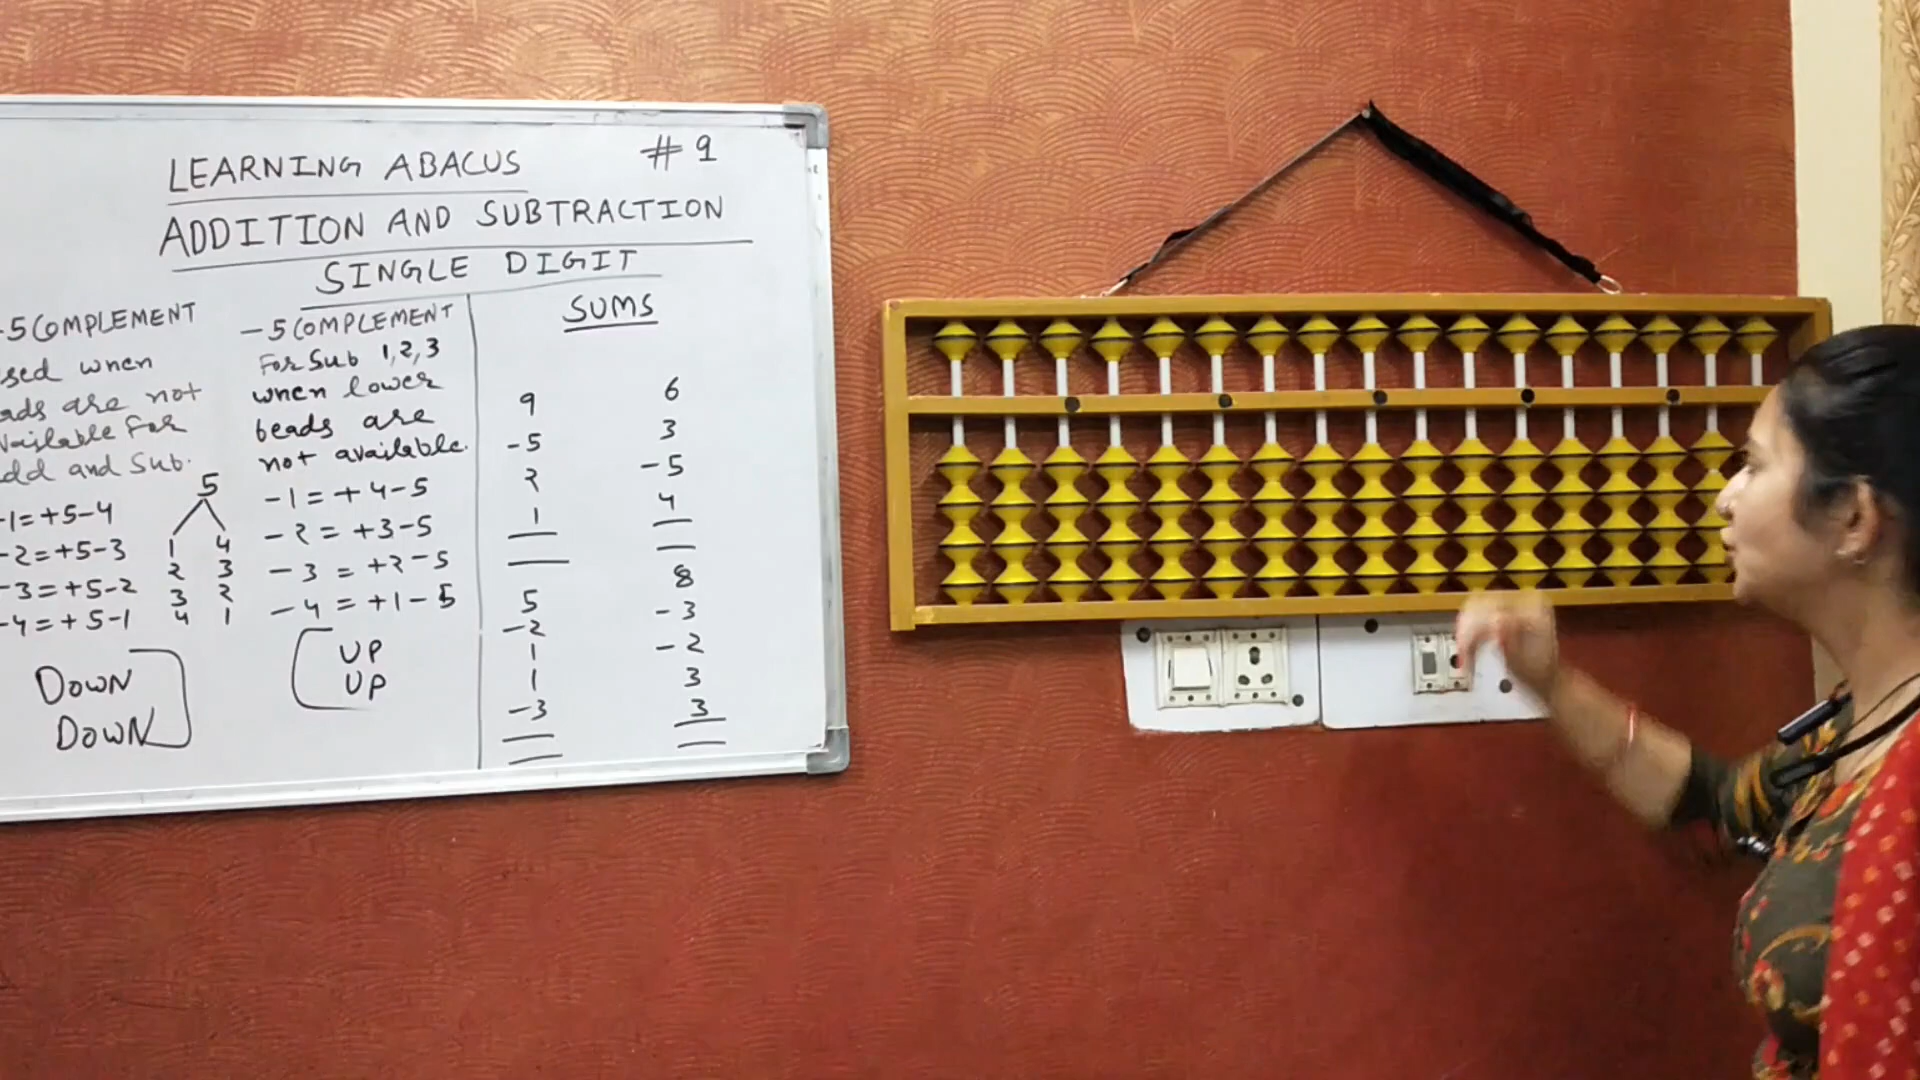 LEARNING ABACUS # 9
ADDITION AND SUBTRACTION
SINGLE DIGIT
-5 COMPLEMENT
sed when
ads are not
vailable for
dd and Sub.
-1=+5-4
-2=+5-3
-3=+5-2
-4=+5-1
5
1 4
2 3
3 2
4 1
DOWN
DOWN
-5 COMPLEMENT
For Sub 1,2,3
when lower
beads are
not available.
-1=+4-5
-2=+3-5
-3=+2-5
-4=+1-5
UP
UP
SUMS
9
-5
2
1
5
-2
1
1
-3
6
3
-5
4
8
-3
-2
3
3